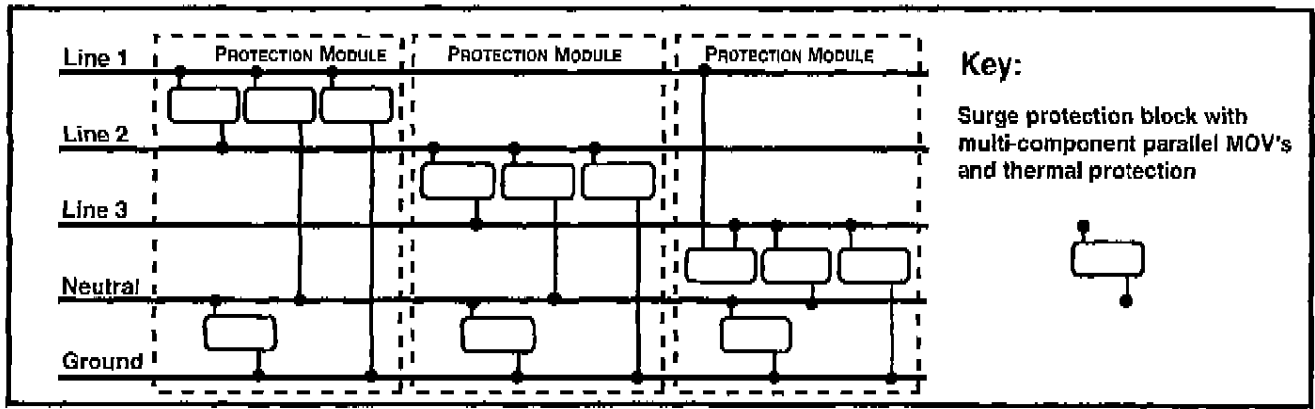 Line 1
PROTECTION MODULE
PROTECTION MODULE
PROTECTION MODULE
Line 2
Line 3
Neutral
Ground
Key:
Surge protection block with
multi-component parallel MOV's
and thermal protection